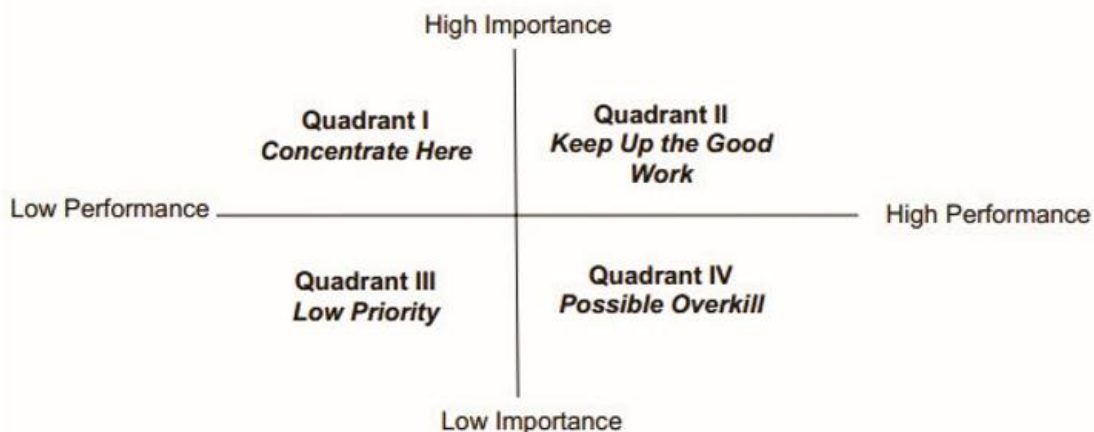 High Importance
Quadrant I
Concentrate Here
Quadrant II
Keep Up the Good
Work
Low Performance
High Performance
Quadrant III
Low Priority
Quadrant IV
Possible Overkill
Low Importance